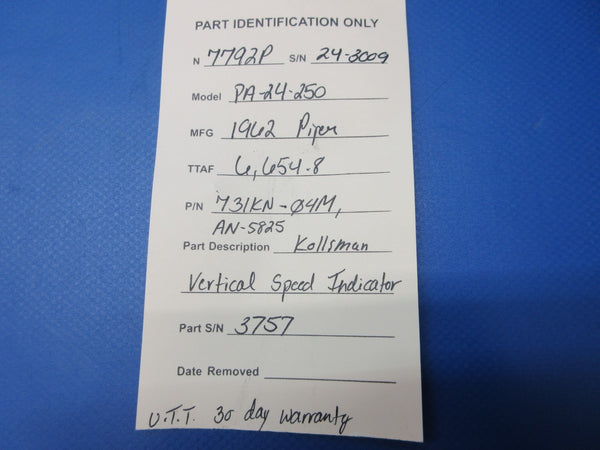 PART IDENTIFICATION ONLY
N 7792P S/N 24-3009
Model PA-24-250
MFG 1962 Piper
TTAF 6,654.8
P/N 731KN-Ø4M,
AN-5825
Part Description Kollsman
Vertical Speed Indicator
Part S/N 3757
Date Removed
U.T.T. 30 day warranty